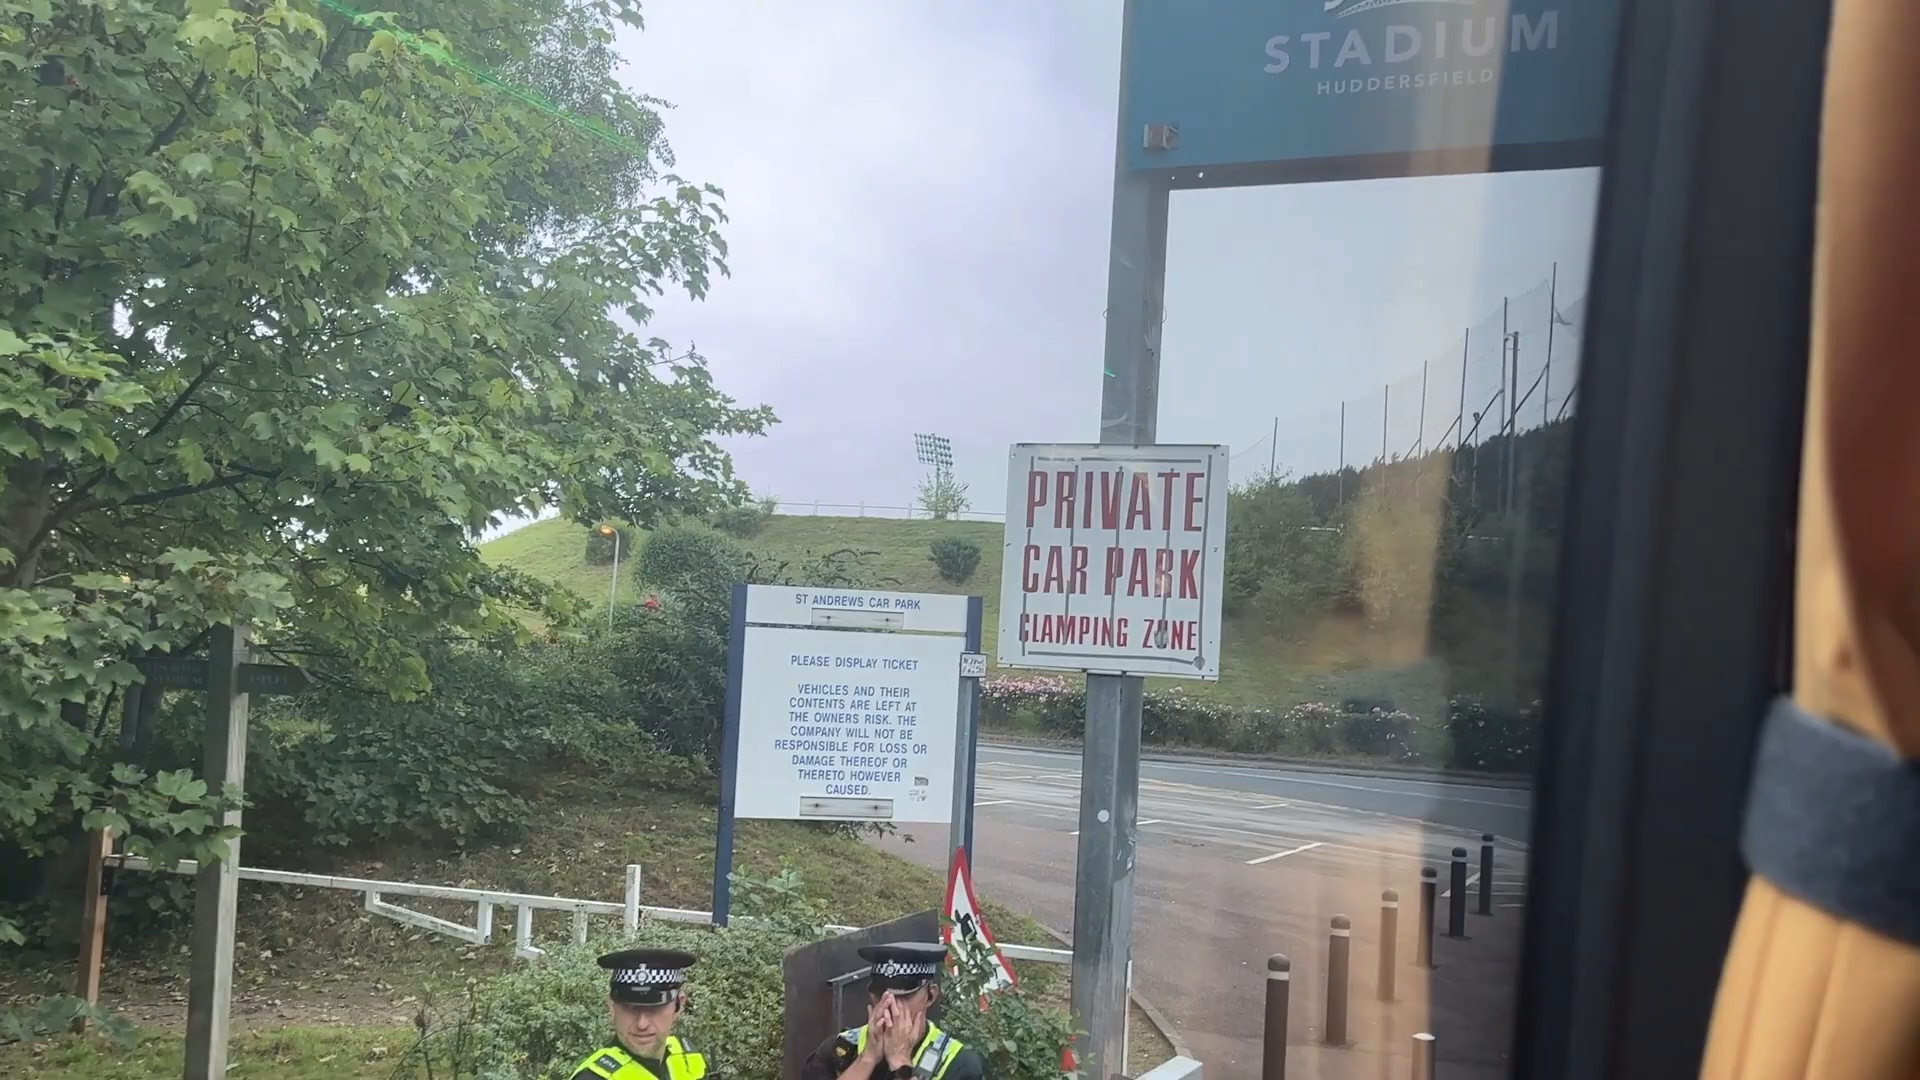 STADIUM
HUDDERSFIELD
PRIVATE
CAR PARK
CLAMPING ZONE
ST ANDREWS CAR PARK
PLEASE DISPLAY TICKET
VEHICLES AND THEIR
CONTENTS ARE LEFT AT
THE OWNERS RISK. THE
COMPANY WILL NOT BE
RESPONSIBLE FOR LOSS OR
DAMAGE THEREOF OR
THERETO HOWEVER
CAUSED.